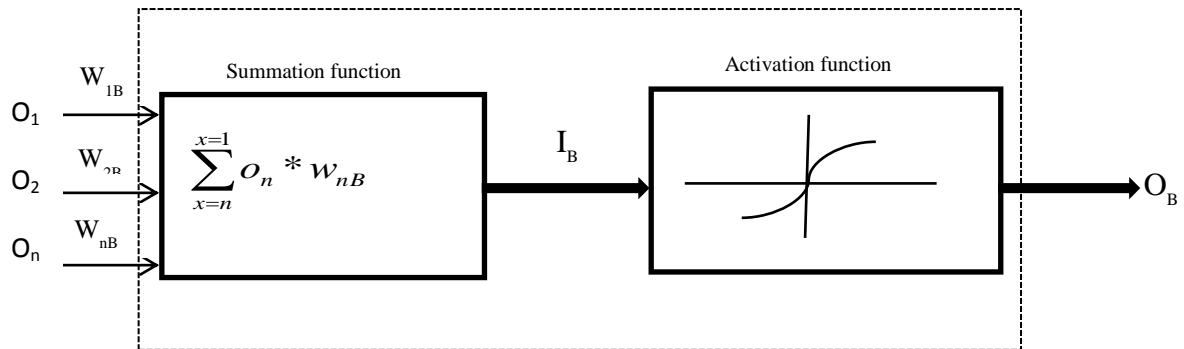 Summation function
Activation function
W1B
O1
W2B
O2
WnB
On
x=1
∑ on * wnB
x=n
IB
OB